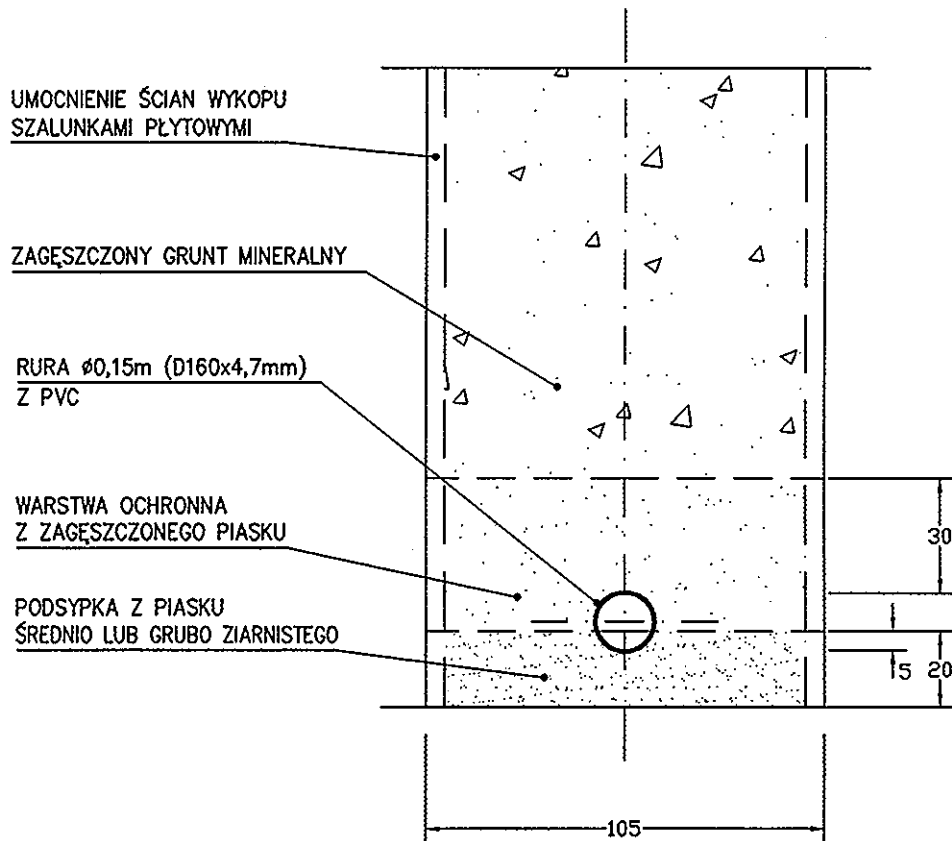 UMOCNIENIE ŚCIAN WYKOPU
SZALUNKAMI PŁYTOWYMI
ZAGĘSZCZONY GRUNT MINERALNY
RURA ø0,15m (D160x4,7mm)
Z PVC
WARSTWA OCHRONNA
Z ZAGĘSZCZONEGO PIASKU
PODSYPKA Z PIASKU
ŚREDNIO LUB GRUBO ZIARNISTEGO
30
5
20
105